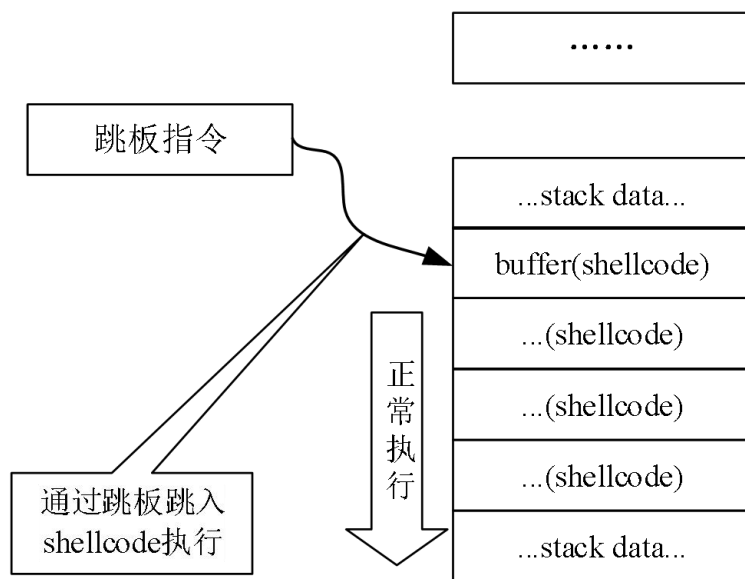 ……
跳板指令
...stack data...
buffer(shellcode)
...(shellcode)
...(shellcode)
...(shellcode)
...stack data...
正常执行
通过跳板跳入
shellcode执行